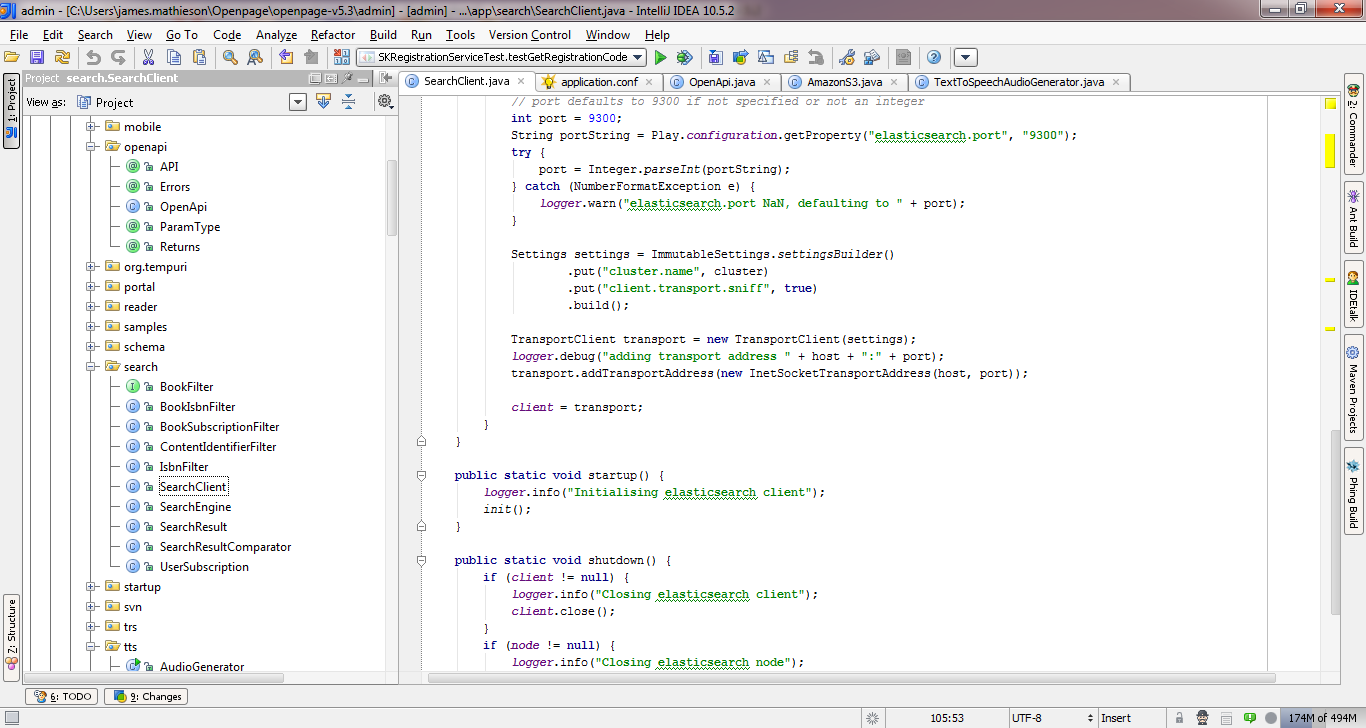 admin - [C:\Users\james.mathieson\Openpage\openpage-v5.3\admin] - [admin] - ...\app\search\SearchClient.java - IntelliJ IDEA 10.5.2
File Edit Search View Go To Code Analyze Refactor Build Run Tools Version Control Window Help
SKRegistrationServiceTest.testGetRegistrationCode
Project search.SearchClient
View as: Project
1: Project
Z: Structure
mobile
openapi
API
Errors
OpenApi
ParamType
Returns
org.tempuri
portal
reader
samples
schema
search
BookFilter
BookIsbnFilter
BookSubscriptionFilter
ContentIdentifierFilter
IsbnFilter
SearchClient
SearchEngine
SearchResult
SearchResultComparator
UserSubscription
startup
svn
trs
tts
AudioGenerator
SearchClient.java application.conf OpenApi.java AmazonS3.java TextToSpeechAudioGenerator.java
// port defaults to 9300 if not specified or not an integer
int port = 9300;
String portString = Play.configuration.getProperty("elasticsearch.port", "9300");
try {
port = Integer.parseInt(portString);
} catch (NumberFormatException e) {
Logger.warn("elasticsearch.port NaN, defaulting to " + port);
}
Settings settings = ImmutableSettings.settingsBuilder()
.put("cluster.name", cluster)
.put("client.transport.sniff", true)
.build();
TransportClient transport = new TransportClient(settings);
Logger.debug("adding transport address " + host + ":" + port);
transport.addTransportAddress(new InetSocketTransportAddress(host, port));
client = transport;
}
}
public static void startup() {
Logger.info("Initialising elasticsearch client");
init();
}
public static void shutdown() {
if (client != null) {
Logger.info("Closing elasticsearch client");
client.close();
}
if (node != null) {
Logger.info("Closing elasticsearch node");
2: Commander
Ant Build
IDEtalk
Maven Projects
Phing Build
6: TODO 9: Changes
105:53 UTF-8 Insert 174M of 494M